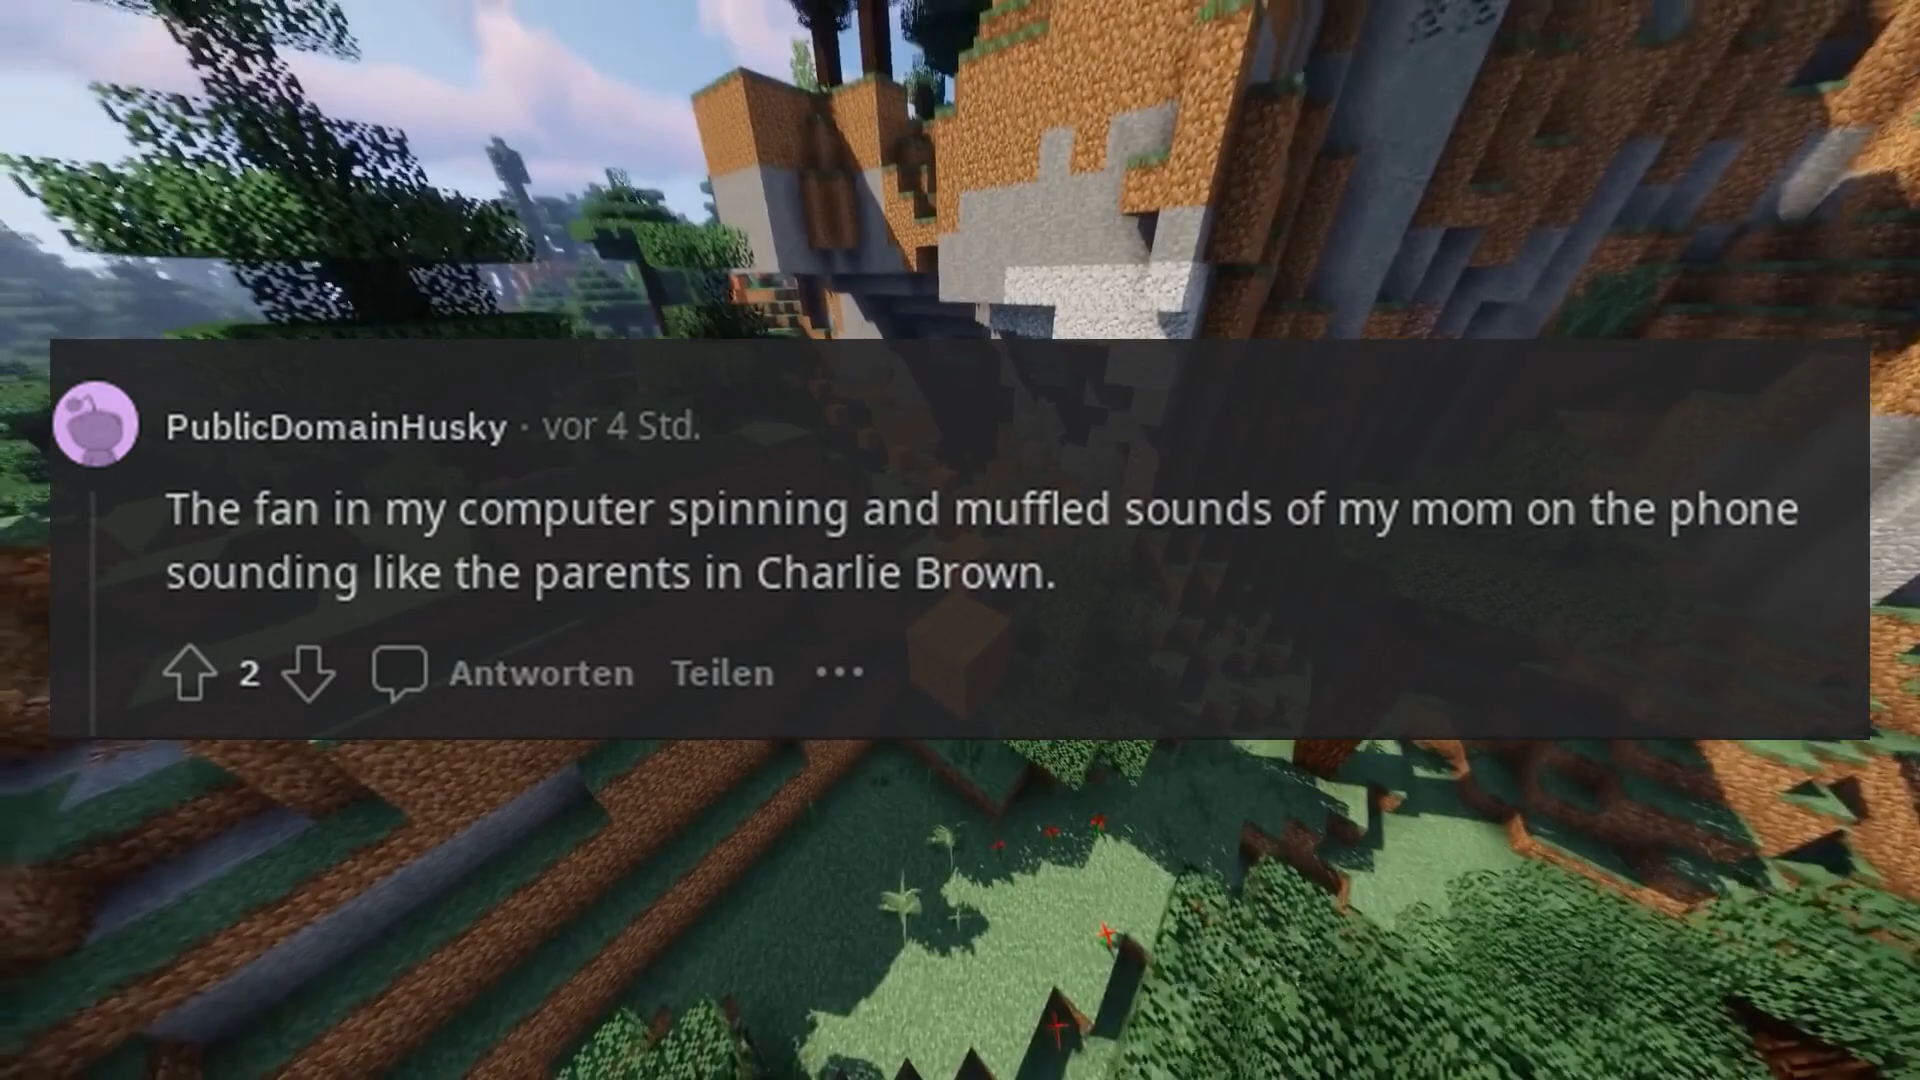 PublicDomainHusky · vor 4 Std.
The fan in my computer spinning and muffled sounds of my mom on the phone
sounding like the parents in Charlie Brown.
2 Antworten Teilen •••